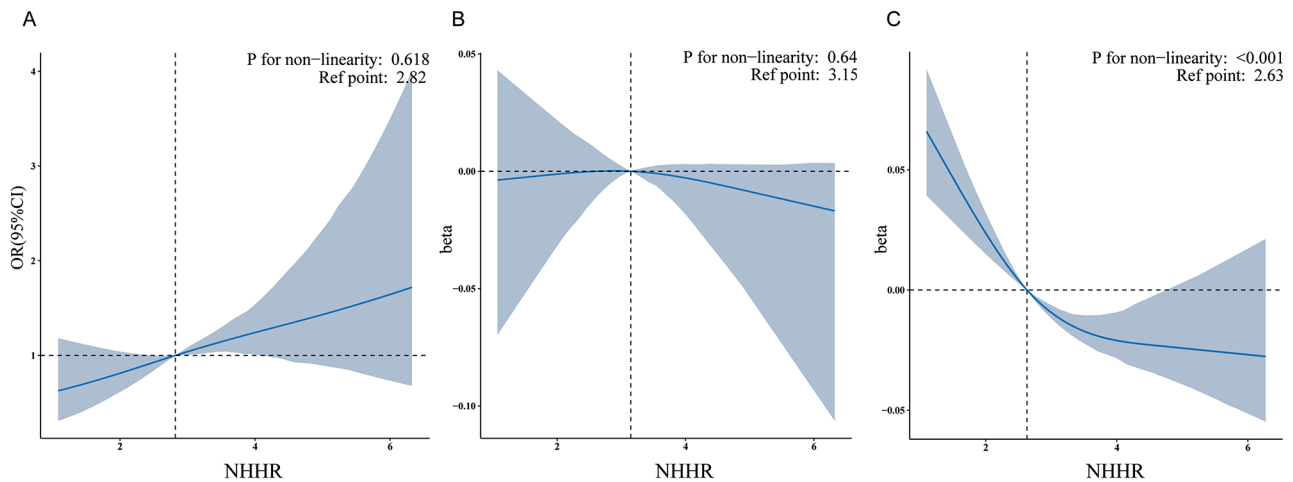 A
P for non−linearity: 0.618
Ref point: 2.82
OR(95%CI)
4
3
2
1
2
4
6
NHHR
B
P for non−linearity: 0.64
Ref point: 3.15
beta
0.05
0.00
−0.05
−0.10
2
4
6
NHHR
C
P for non−linearity: <0.001
Ref point: 2.63
beta
0.05
0.00
−0.05
2
4
6
NHHR